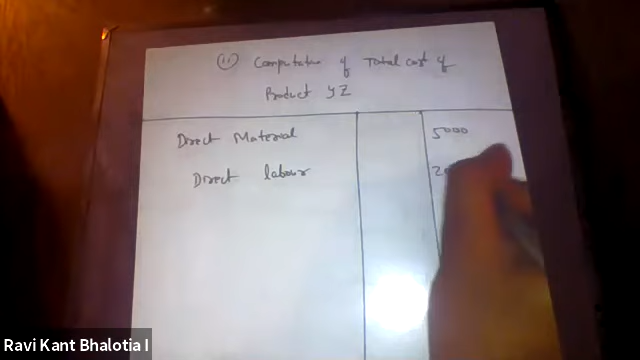 (ii) Computation of Total cost of
Product YZ
Direct Material 5000
Direct labour
Ravi Kant Bhalotia I